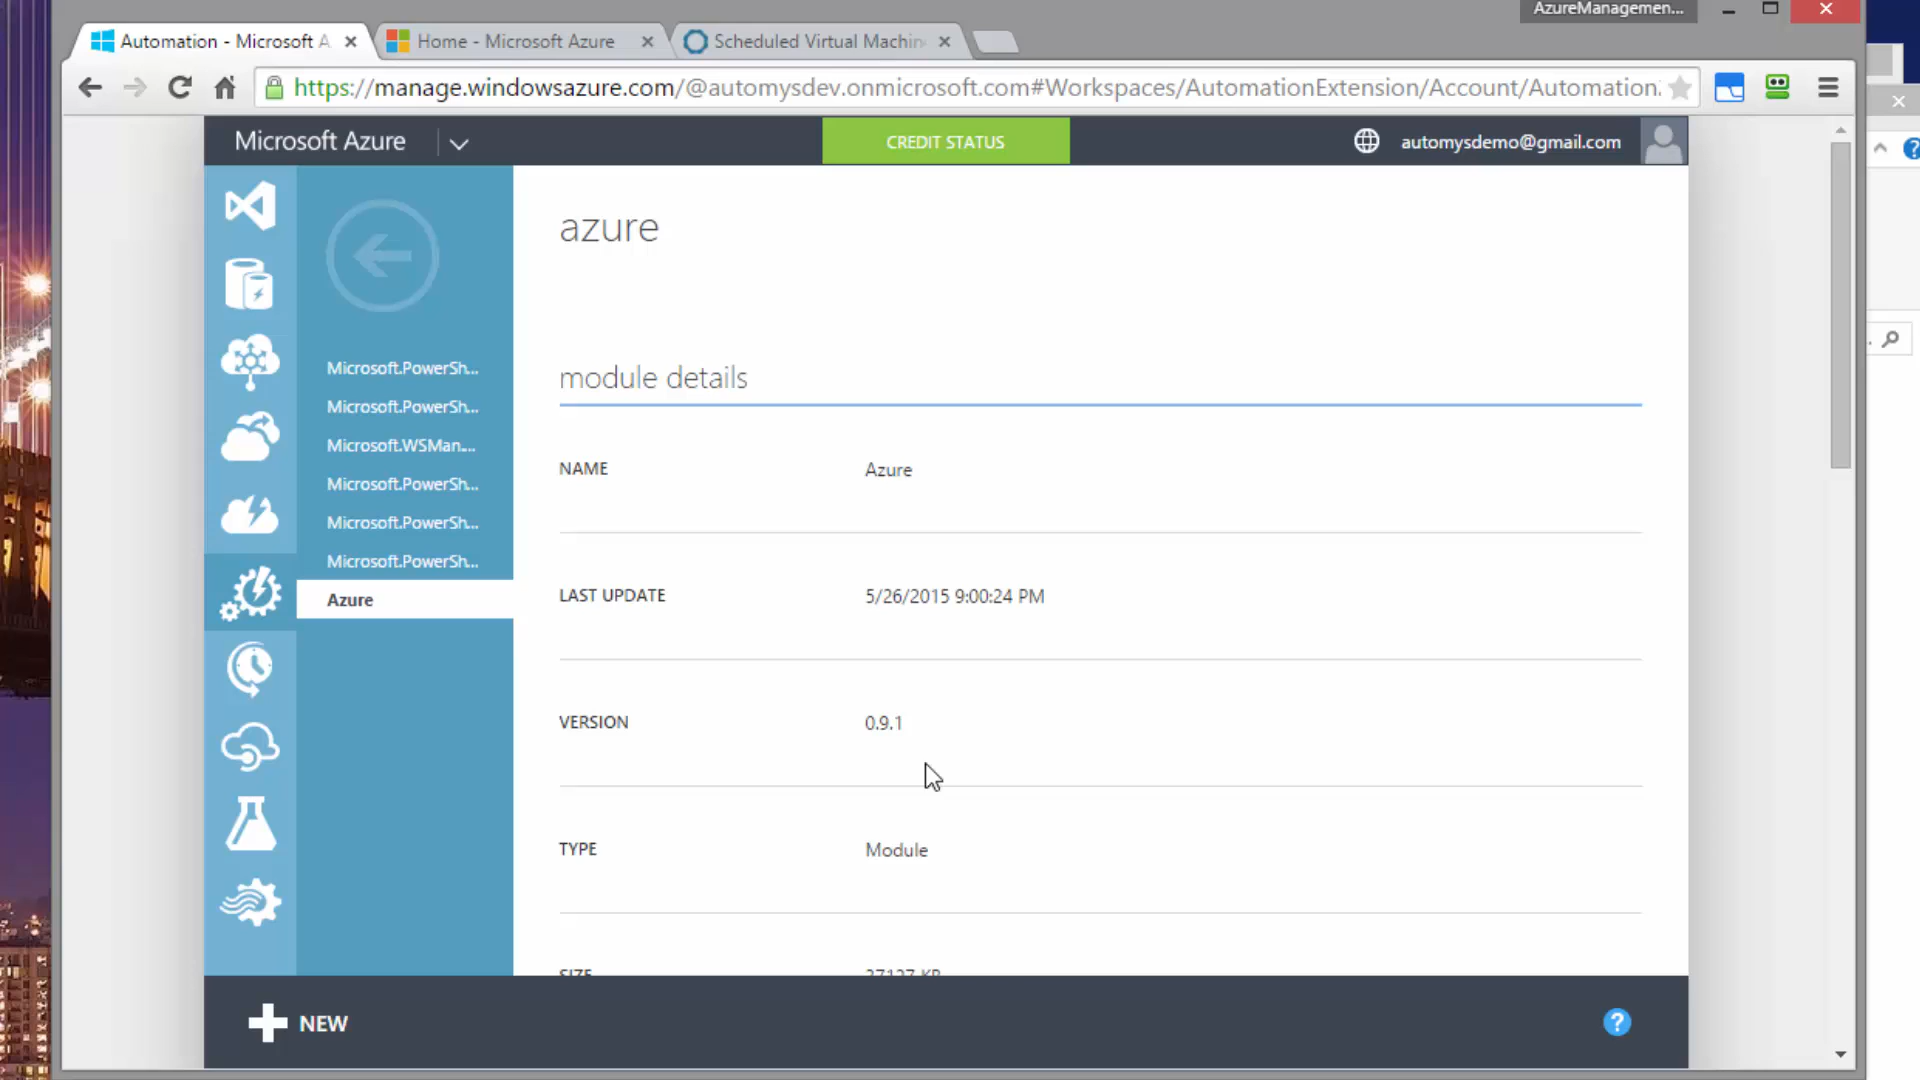 AzureManagemen...
Automation - Microsoft A
Home - Microsoft Azure
Scheduled Virtual Machin
https://manage.windowsazure.com/@automysdev.onmicrosoft.com#Workspaces/AutomationExtension/Account/Automation
Microsoft Azure
CREDIT STATUS
automysdemo@gmail.com
azure
Microsoft.PowerSh...
Microsoft.PowerSh...
Microsoft.WSMan...
Microsoft.PowerSh...
Microsoft.PowerSh...
Microsoft.PowerSh...
Azure
module details
NAME Azure
LAST UPDATE 5/26/2015 9:00:24 PM
VERSION 0.9.1
TYPE Module
SIZE 37127 KB
NEW
?